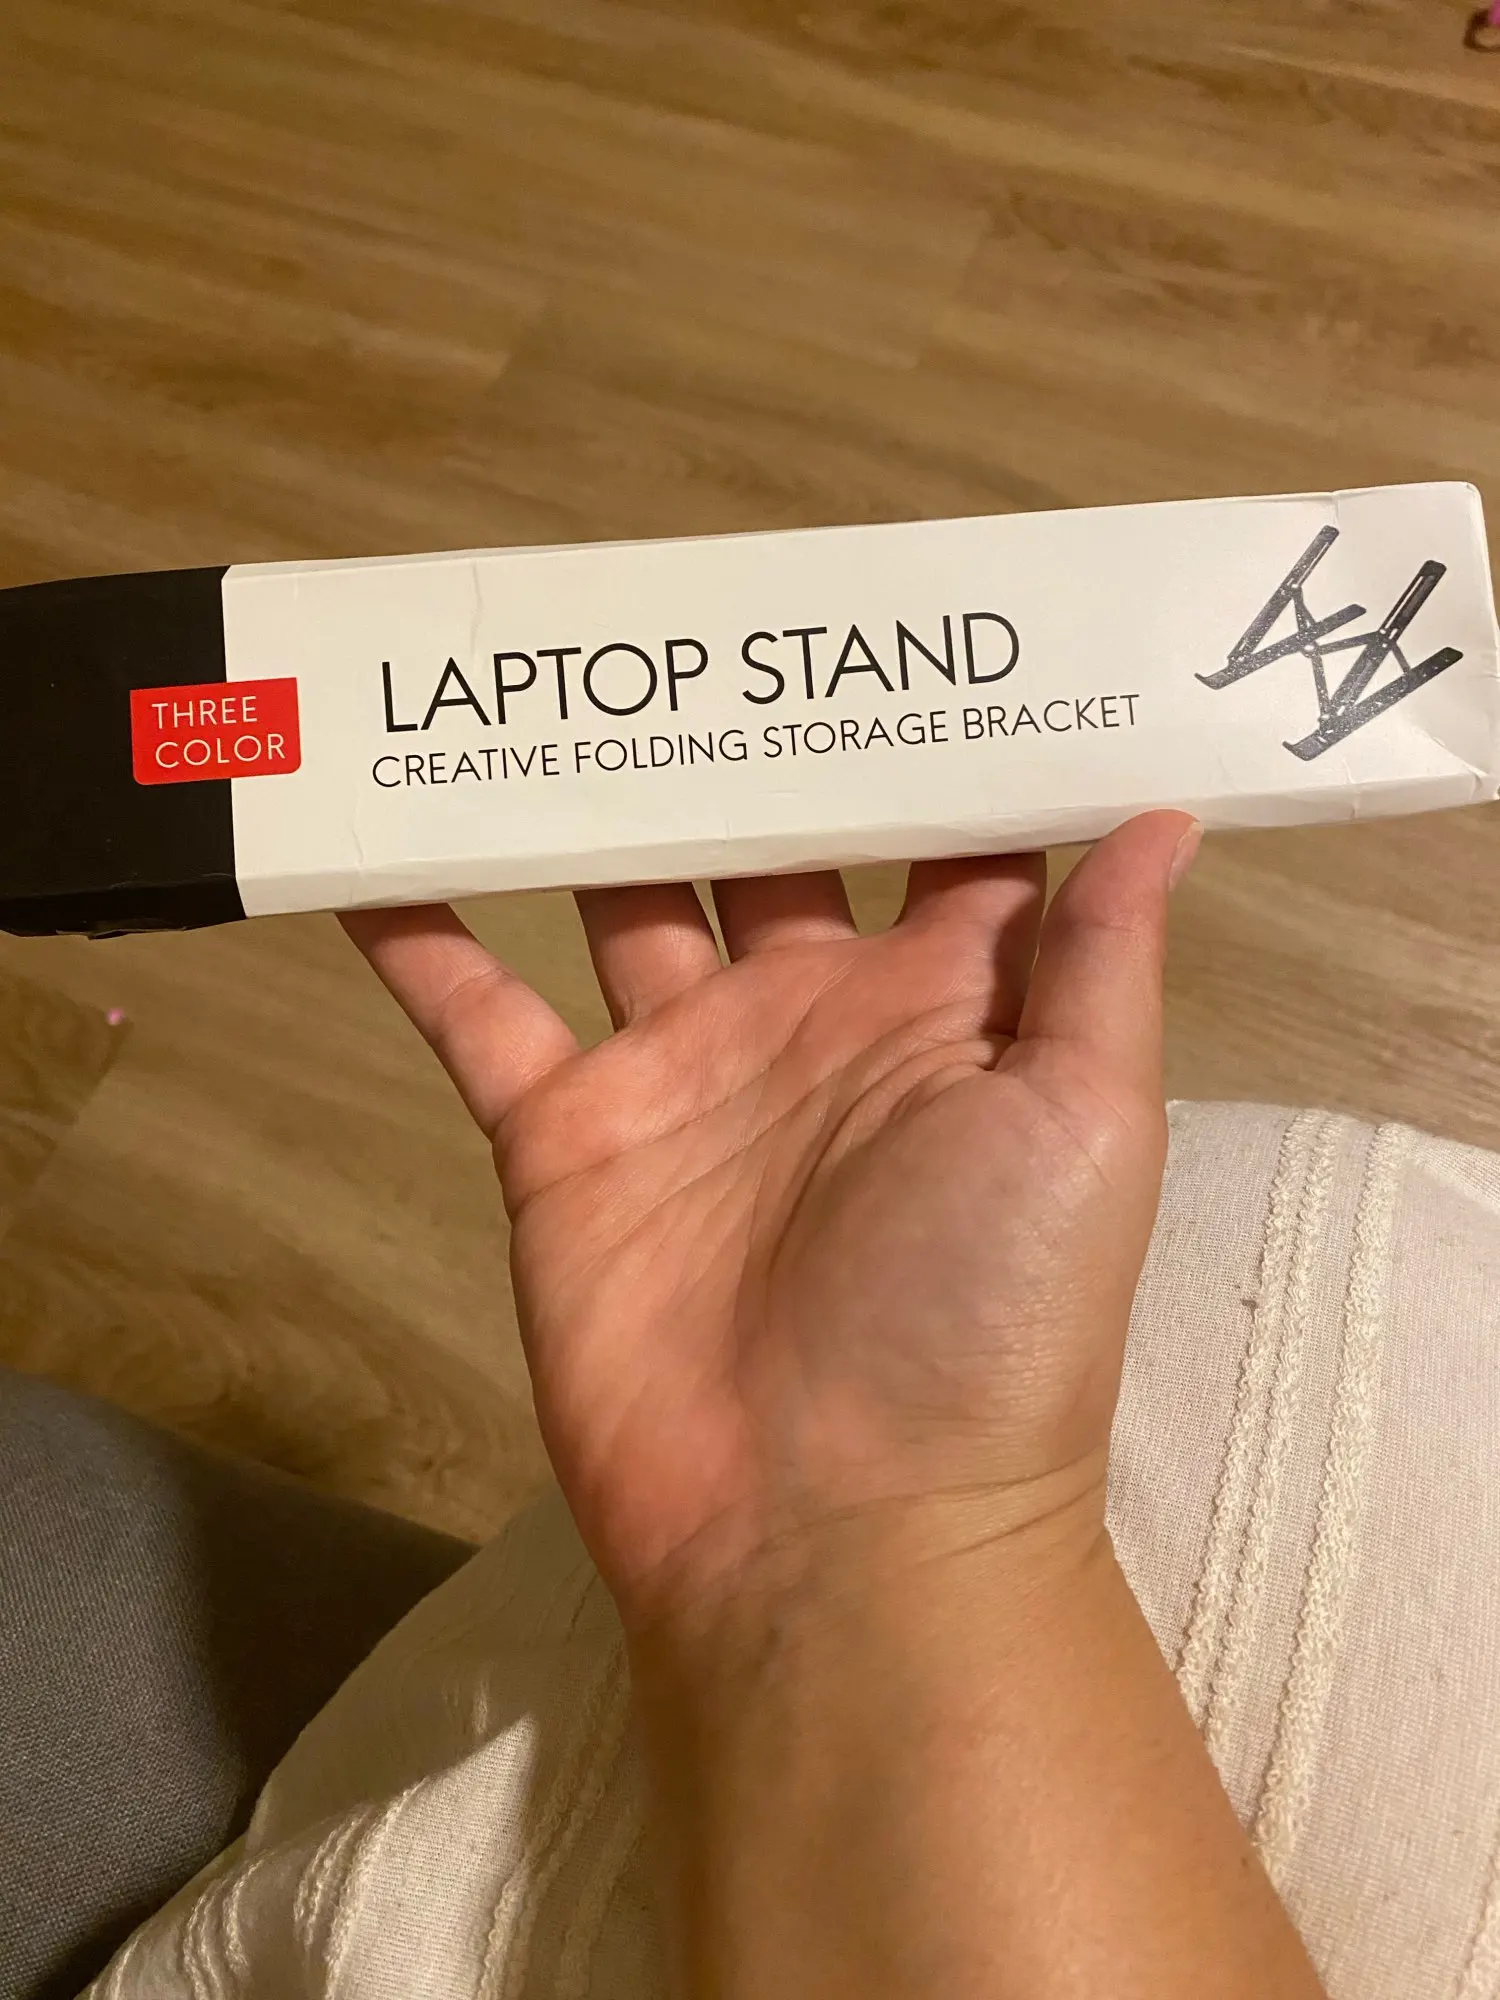 THREE
COLOR
LAPTOP STAND
CREATIVE FOLDING STORAGE BRACKET